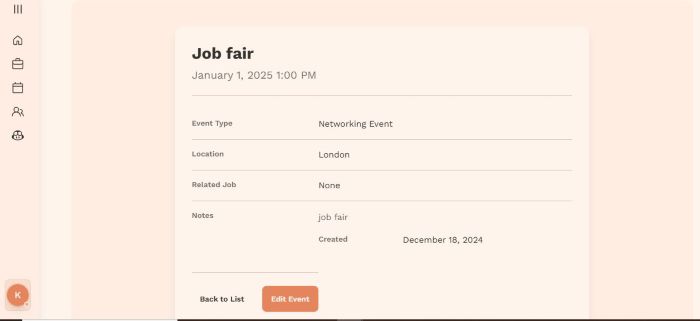 Job fair
January 1, 2025 1:00 PM
Event Type Networking Event
Location London
Related Job None
Notes job fair
Created December 18, 2024
K
Back to List Edit Event